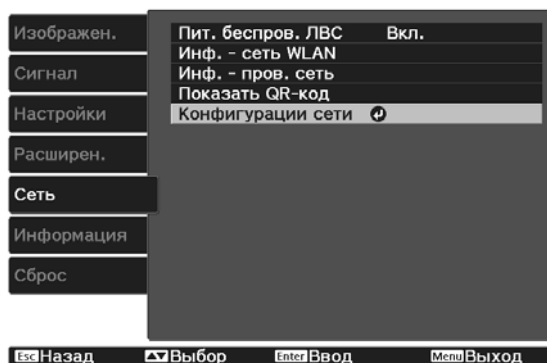 Изображен.
Сигнал
Настройки
Расширен.
Сеть
Информация
Сброс
Пит. беспров. ЛВС Вкл.
Инф. - сеть WLAN
Инф. - пров. сеть
Показать QR-код
Конфигурации сети
Esc Назад Выбор Enter Ввод Menu Выход